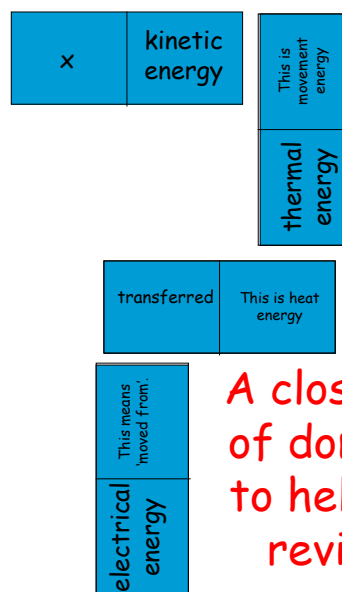 x
kinetic
energy
This is
movement
energy
thermal
energy
transferred
This is heat
energy
This means
'moved from'.
electrical
energy
A clos
of do
to hel
revi